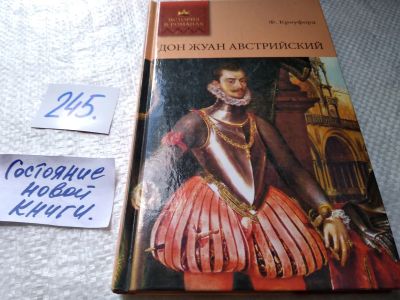 ИСТОРИЯ
В РОМАНАХ
Ф. Кроуфорд
ДОН ЖУАН АВСТРИЙСКИЙ
245.
Состояние
новой
книги.